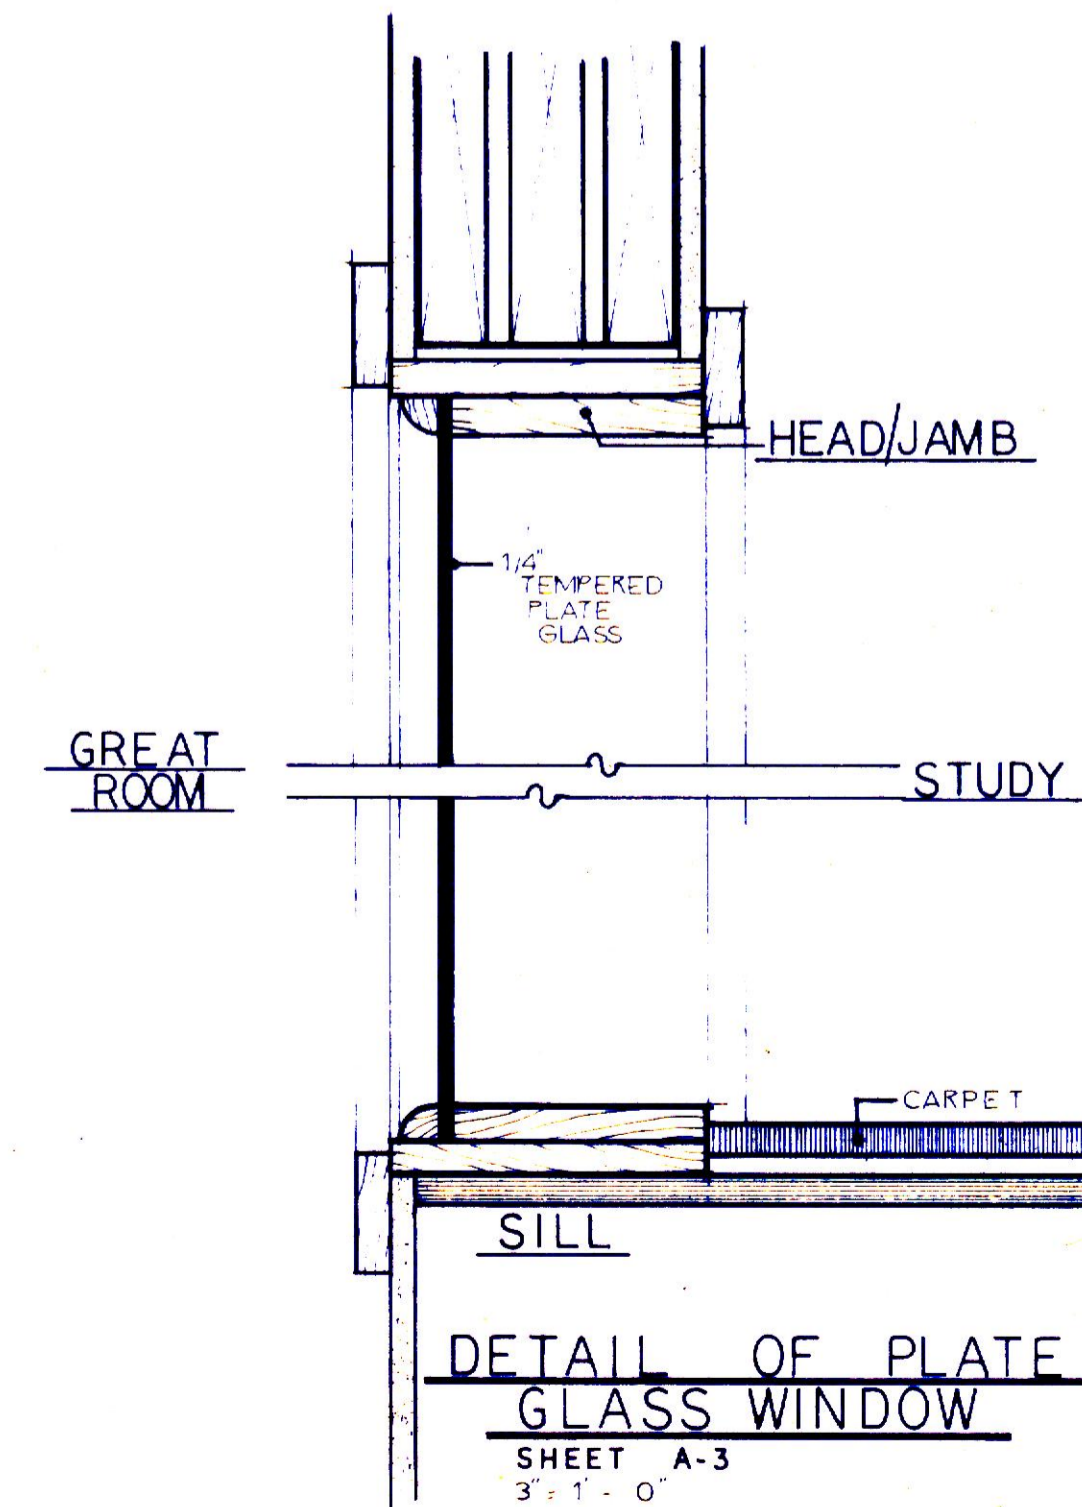 HEAD/JAMB
1/4"
TEMPERED
PLATE
GLASS
GREAT
ROOM
STUDY
CARPET
SILL
DETAIL OF PLATE
GLASS WINDOW
SHEET A-3
3" = 1' - 0"